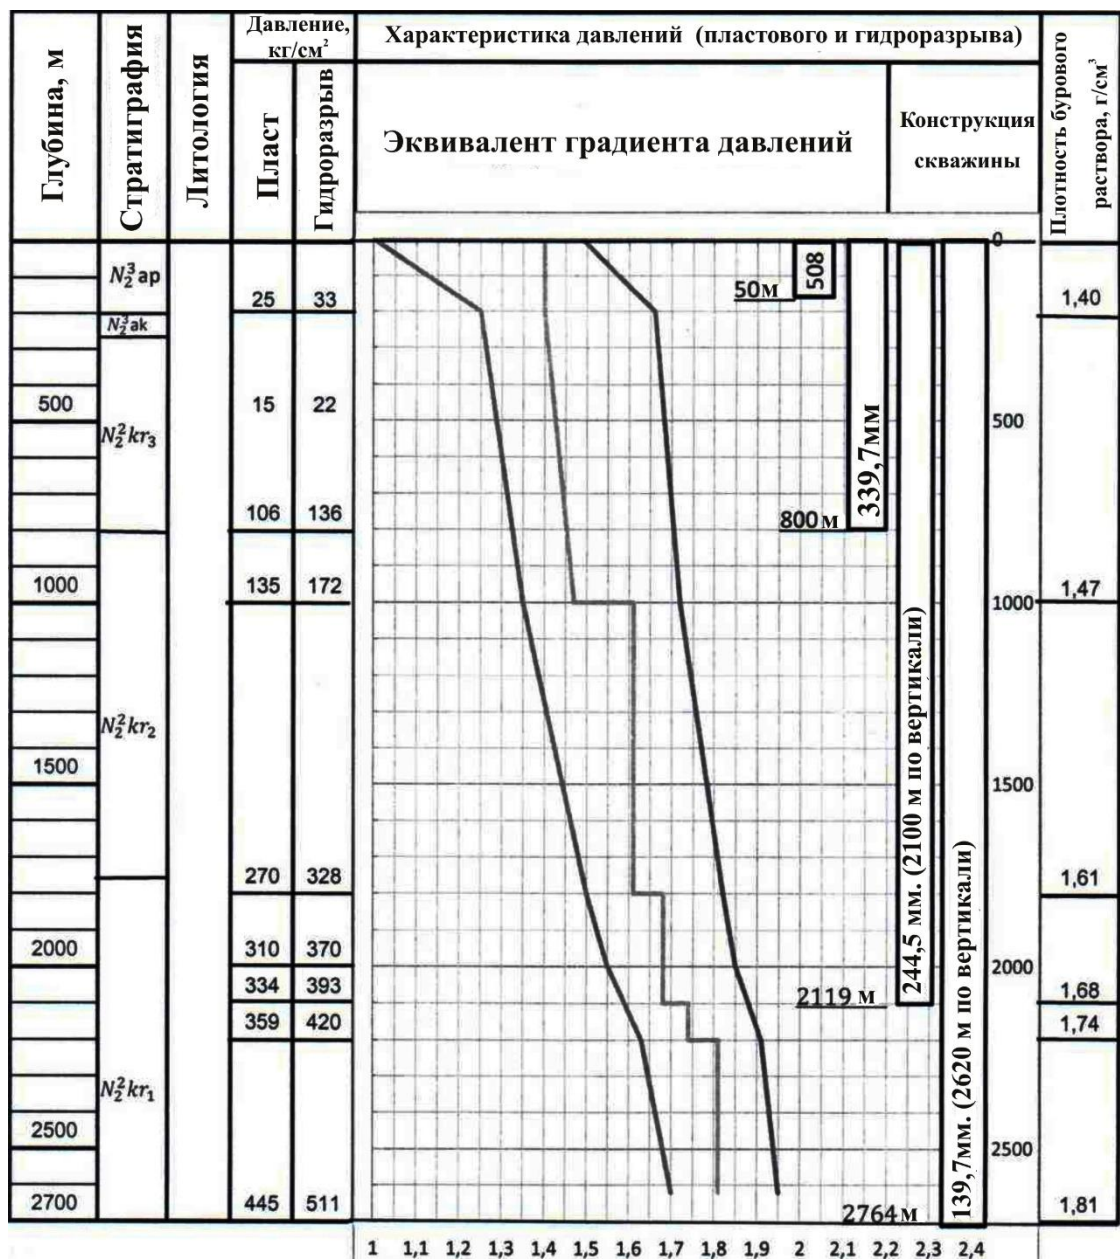 Глубина, м
Стратиграфия
Литология
Давление,
кг/см²
Пласт
Гидроразрыв
Характеристика давлений (пластового и гидроразрыва)
Эквивалент градиента давлений
Конструкция
скважины
Плотность бурового
раствора, г/см³
0
N₂³ap
508
50м
25 33
1,40
N₂³ak
500
15 22
500
N₂²kr₃
339,7мм
106 136
800 м
1000
135 172
1000
1,47
N₂²kr₂
1500
1500
244,5 мм. (2100 м по вертикали)
270 328
1,61
2000
310 370
2000
334 393
2119 м
1,68
359 420
1,74
N₂²kr₁
2500
2500
139,7мм. (2620 м по вертикали)
2700
445 511
2764 м
1,81
1 1,1 1,2 1,3 1,4 1,5 1,6 1,7 1,8 1,9 2 2,1 2,2 2,3 2,4